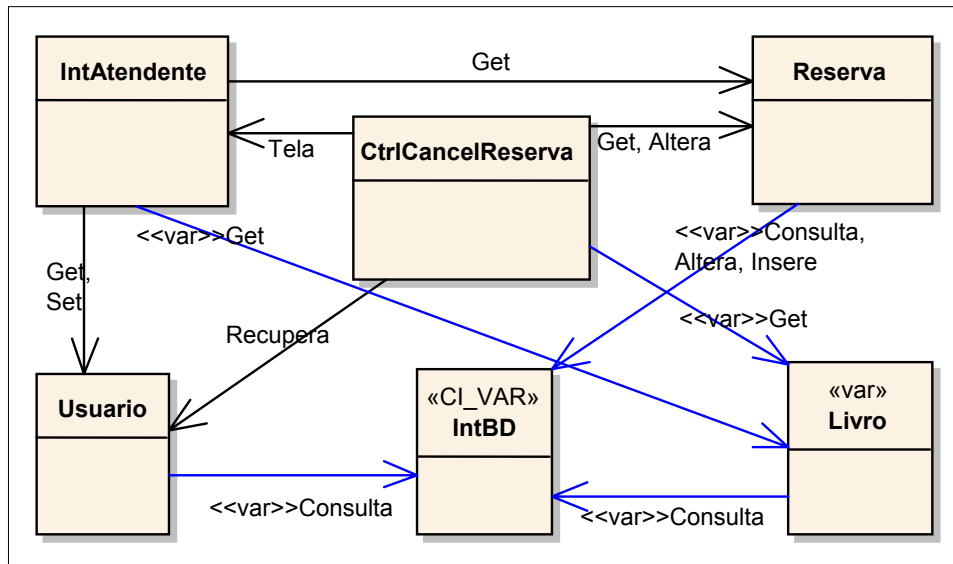 IntAtendente
Get
Reserva
Tela
CtrlCancelReserva
Get, Altera
<<var>>Get
<<var>>Consulta,
Altera, Insere
Get,
Set
<<var>>Get
Recupera
Usuario
«CI_VAR»
IntBD
«var»
Livro
<<var>>Consulta
<<var>>Consulta